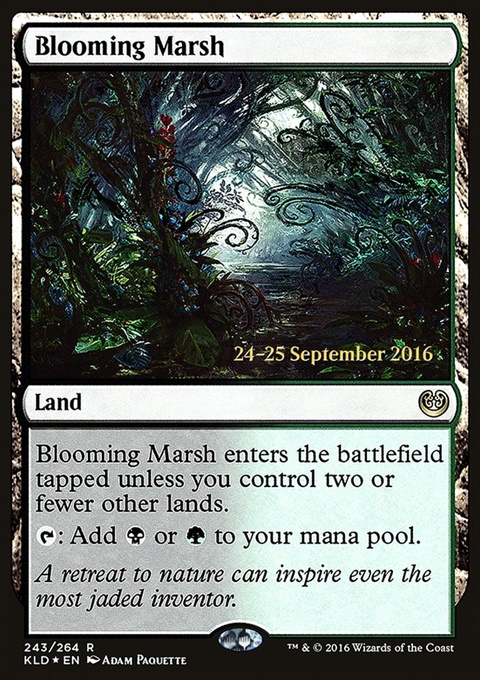 Blooming Marsh
24–25 September 2016
Land
Blooming Marsh enters the battlefield
tapped unless you control two or
fewer other lands.
: Add or to your mana pool.
A retreat to nature can inspire even the
most jaded inventor.
243/264 R
KLD ★ EN Adam Paquette
™ & © 2016 Wizards of the Coast